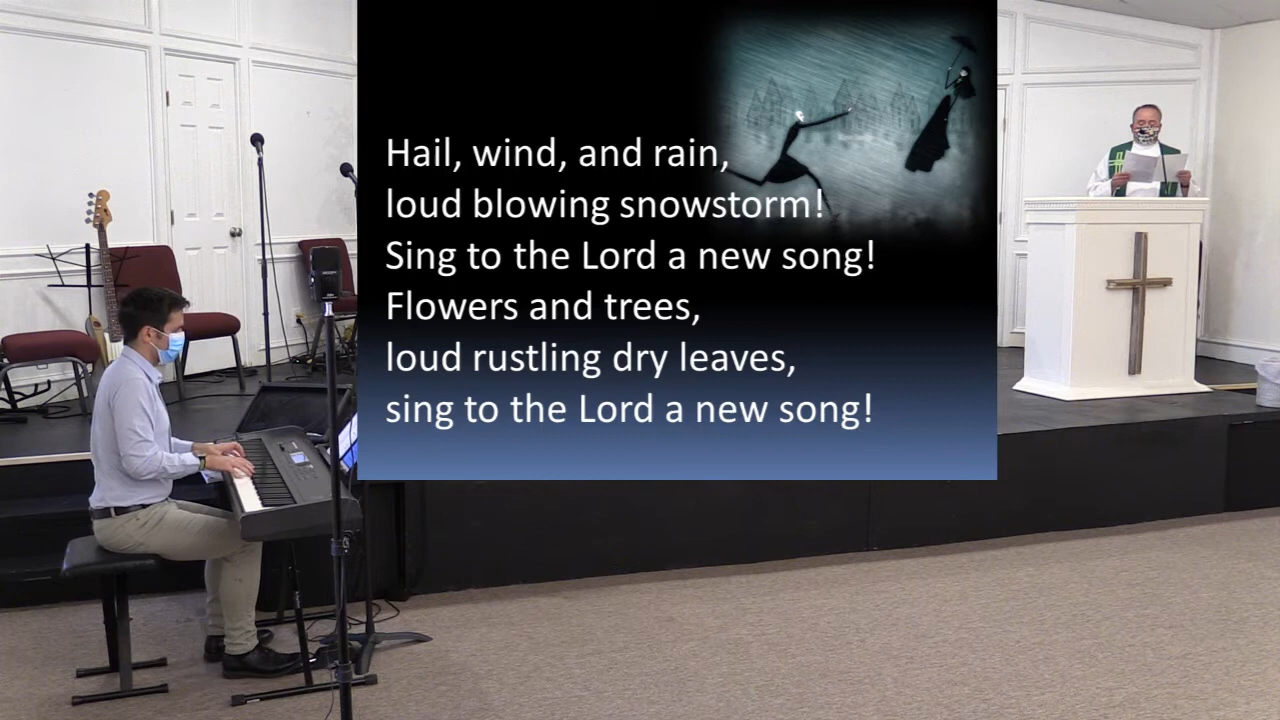 Hail, wind, and rain,
loud blowing snowstorm!
Sing to the Lord a new song!
Flowers and trees,
loud rustling dry leaves,
sing to the Lord a new song!